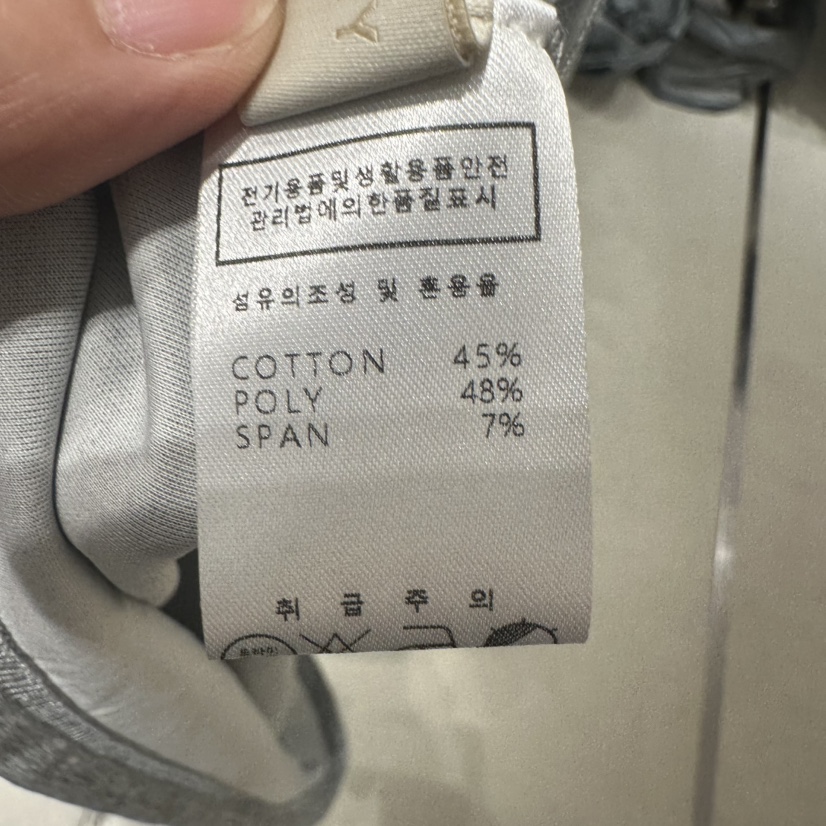 Y
전기용품및생활용품안전
관리법에의한품질표시
섬유의조성 및 혼용율
COTTON 45%
POLY 48%
SPAN 7%
취 급 주 의